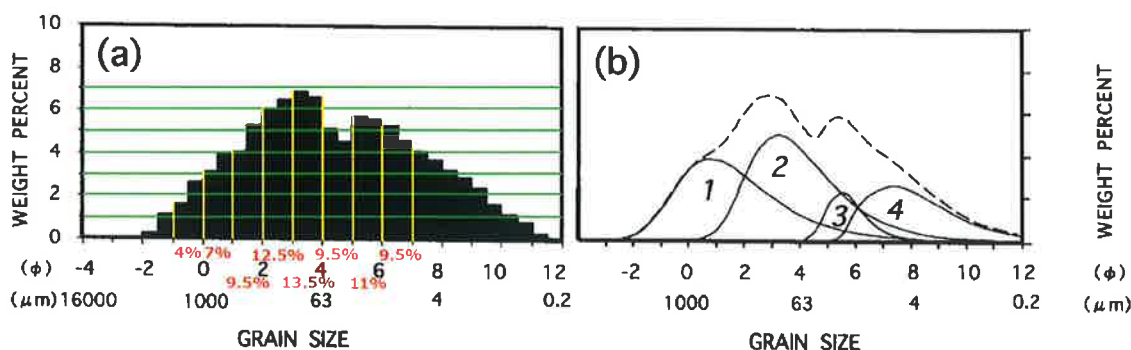 10
8
6
4
2
0
WEIGHT PERCENT
(a)
4% 7% 12.5% 9.5% 9.5%
9.5% 13.5% 11%
(φ) -4 -2 0 2 4 6 8 10 12
(μm) 16000 1000 63 4 0.2
GRAIN SIZE
(b)
1
2
3
4
WEIGHT PERCENT
-2 0 2 4 6 8 10 12 (φ)
1000 63 4 0.2 (μm)
GRAIN SIZE